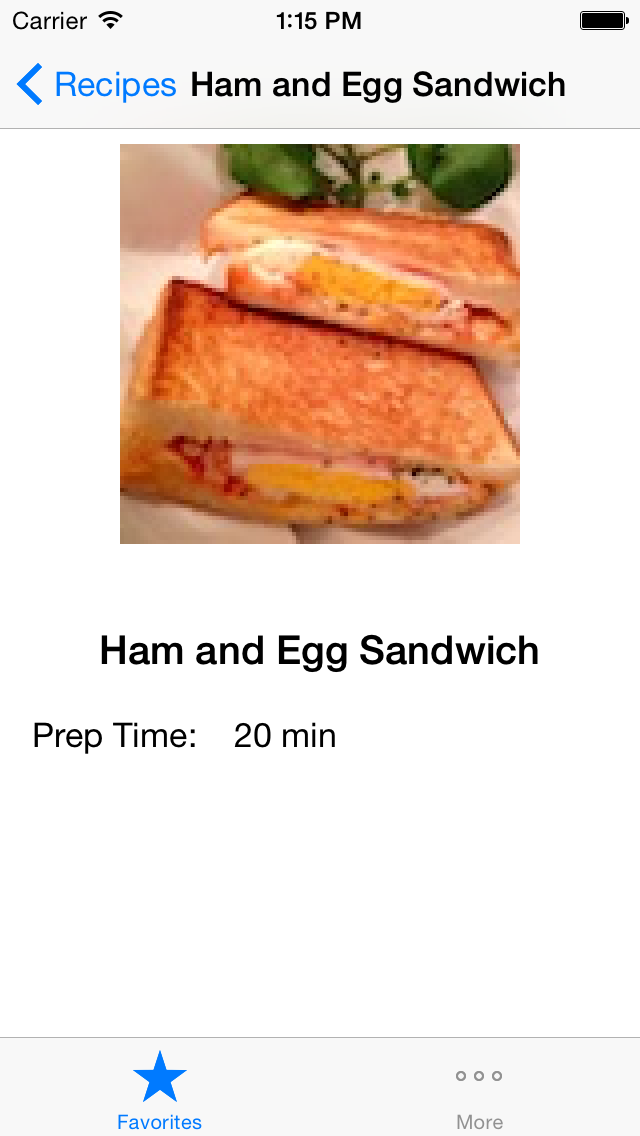 Carrier 1:15 PM
Recipes Ham and Egg Sandwich
Ham and Egg Sandwich
Prep Time: 20 min
Favorites More